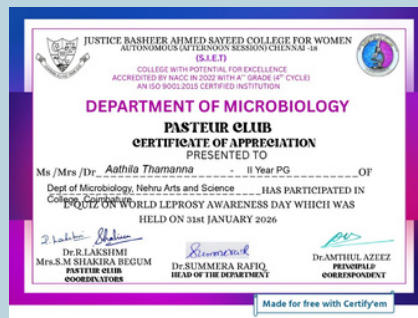 JUSTICE BASHEER AHMED SAYEED COLLEGE FOR WOMEN
AUTONOMOUS (AFTERNOON SESSION) CHENNAI -18
(S.I.E.T)
COLLEGE WITH POTENTIAL FOR EXCELLENCE
ACCREDITED BY NACC IN 2022 WITH A++ GRADE (4TH CYCLE)
AN ISO 9001:2015 CERTIFIED INSTITUTION
DEPARTMENT OF MICROBIOLOGY
PASTEUR CLUB
CERTIFICATE OF APPRECIATION
PRESENTED TO
Ms /Mrs /Dr Aathila Thamanna - II Year PG OF
Dept of Microbiology, Nehru Arts and Science College, Coimbatore HAS PARTICIPATED IN
E-QUIZ ON WORLD LEPROSY AWARENESS DAY WHICH WAS
HELD ON 31st JANUARY 2026
Dr.R.LAKSHMI
Mrs.S.M SHAKIRA BEGUM
PASTEUR CLUB
COORDINATORS
Summera R
Dr.SUMMERA RAFIQ
HEAD OF THE DEPARTMENT
Dr.AMTHUL AZEEZ
PRINCIPAL/
CORRESPONDENT
Made for free with Certify'em